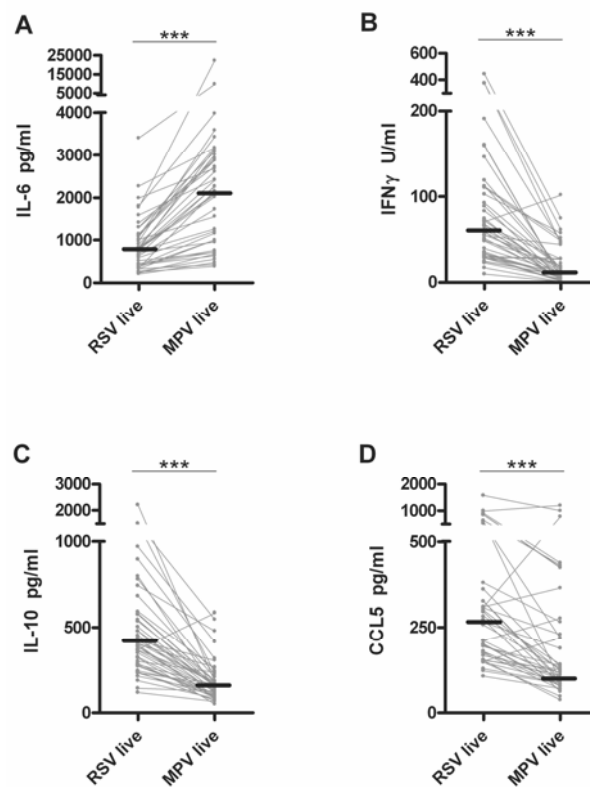 A
***
25000
15000
5000
4000
3000
2000
1000
0
IL-6 pg/ml
RSV live
MPV live
B
***
600
400
200
100
0
IFNγ U/ml
RSV live
MPV live
C
***
3000
2000
1000
1000
500
0
IL-10 pg/ml
RSV live
MPV live
D
***
2000
1000
500
250
0
CCL5 pg/ml
RSV live
MPV live